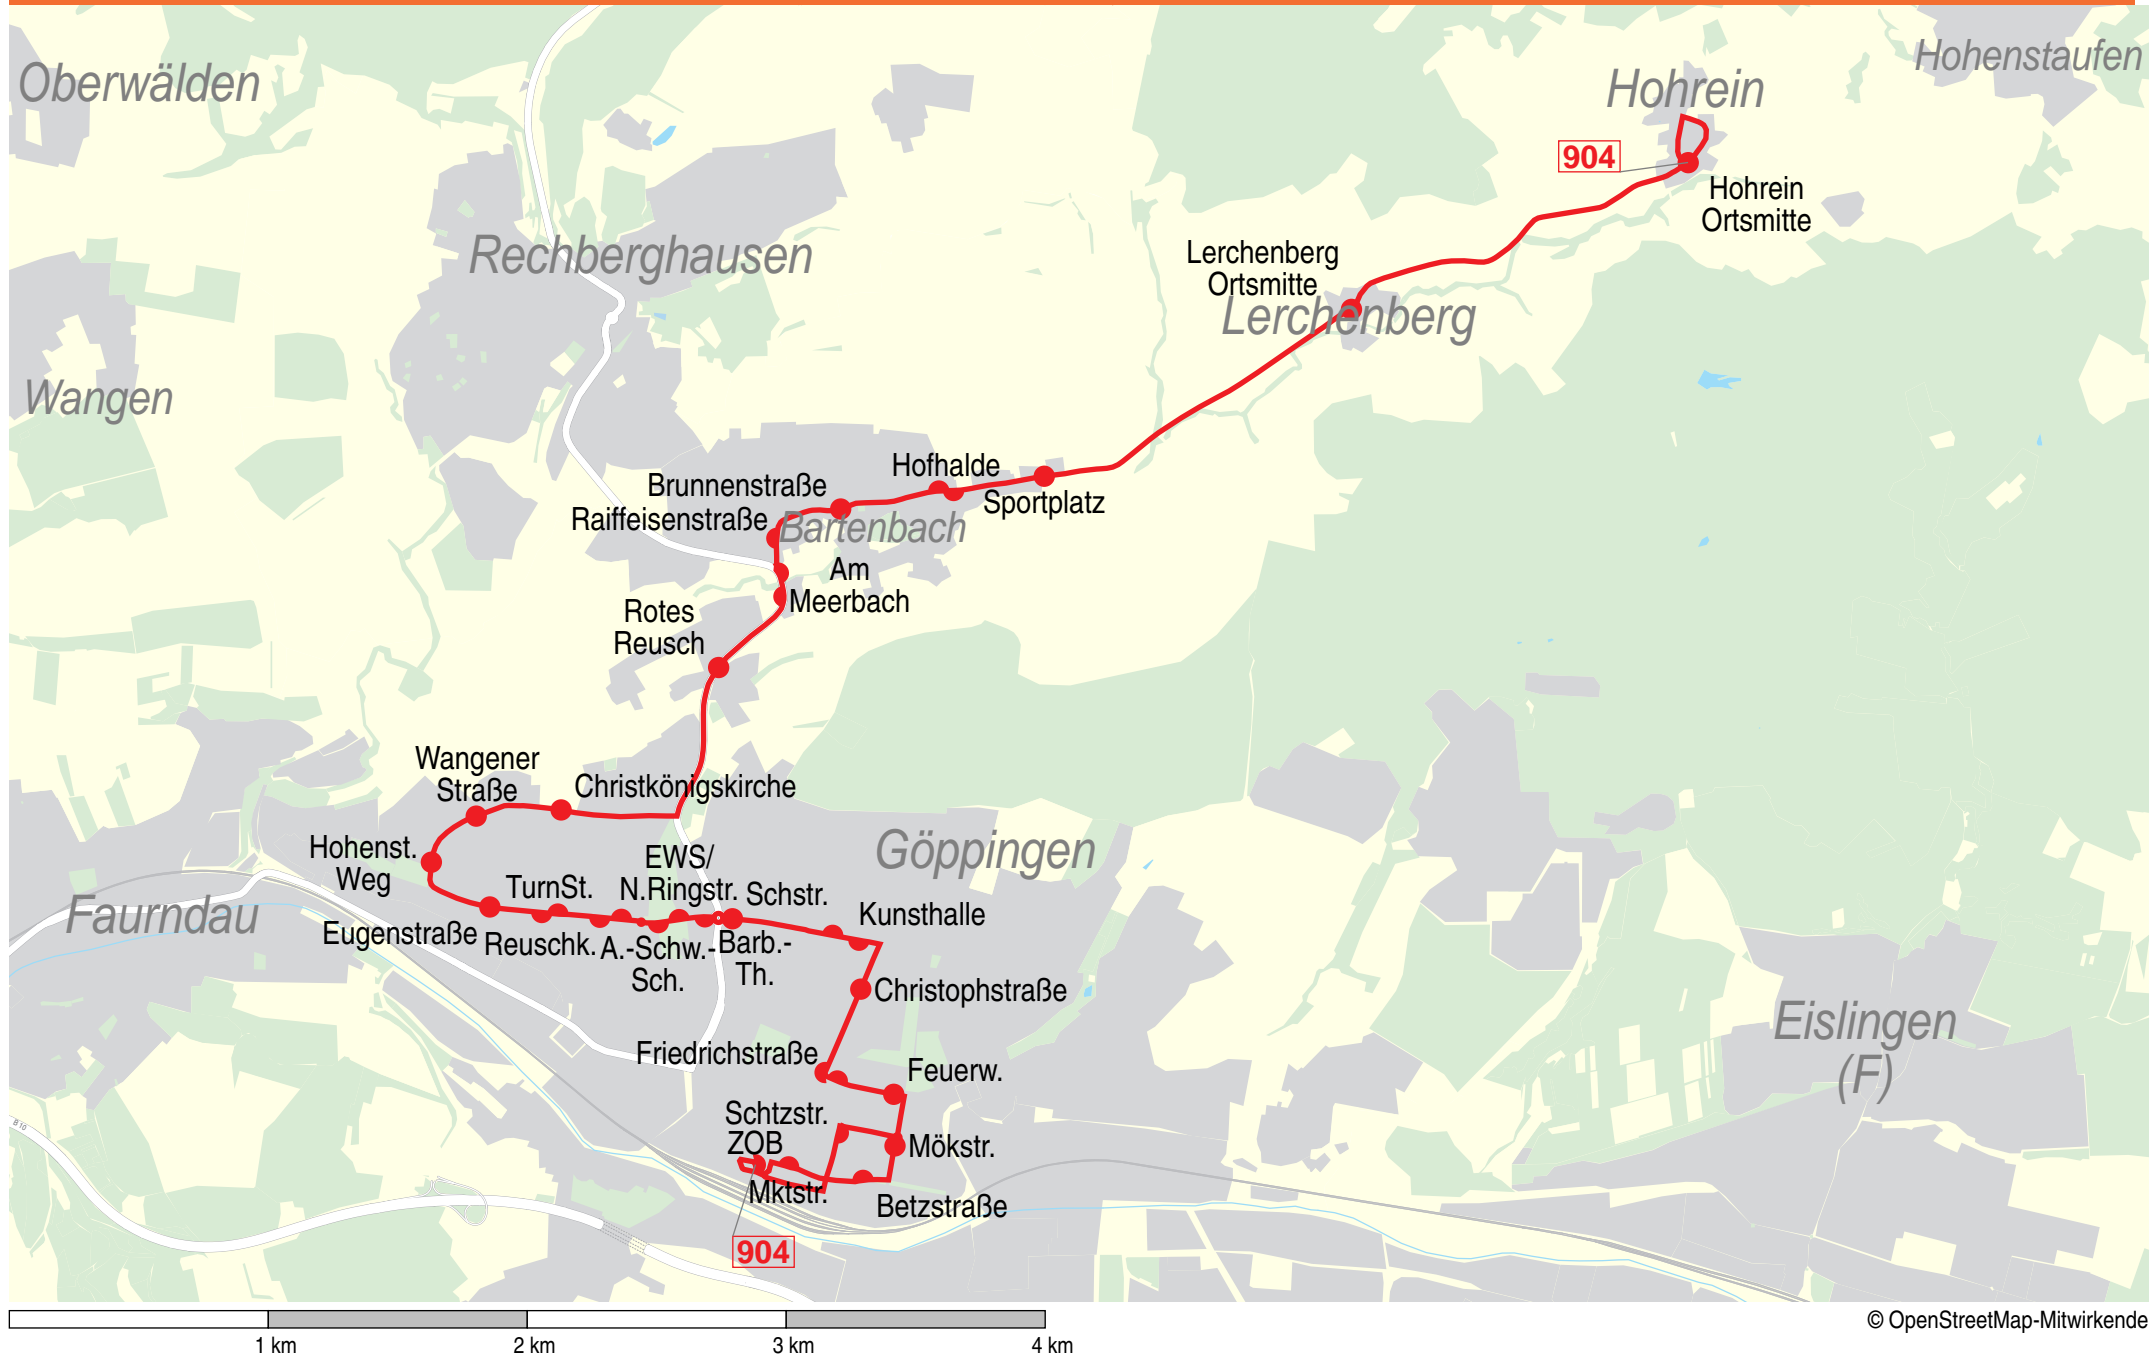 Oberwälden
Hohenstaufen
Hohrein
904
Hohrein
Ortsmitte
Rechberghausen
Lerchenberg
Ortsmitte
Lerchenberg
Wangen
Hofhalde
Brunnenstraße
Sportplatz
Raiffeisenstraße
Bartenbach
Am
Meerbach
Rotes
Reusch
Wangener
Straße
Christkönigskirche
Hohenst.
Weg
EWS/
N.Ringstr.
Göppingen
TurnSt.
Schstr.
Kunsthalle
Faurndau
Eugenstraße
Reuschk.
A.-Schw.-
Sch.
Barb.-
Th.
Christophstraße
Eislingen
(F)
Friedrichstraße
Feuerw.
Schtzstr.
ZOB
Mökstr.
B 10
Mktstr.
Betzstraße
904
1 km
2 km
3 km
4 km
© OpenStreetMap-Mitwirkende